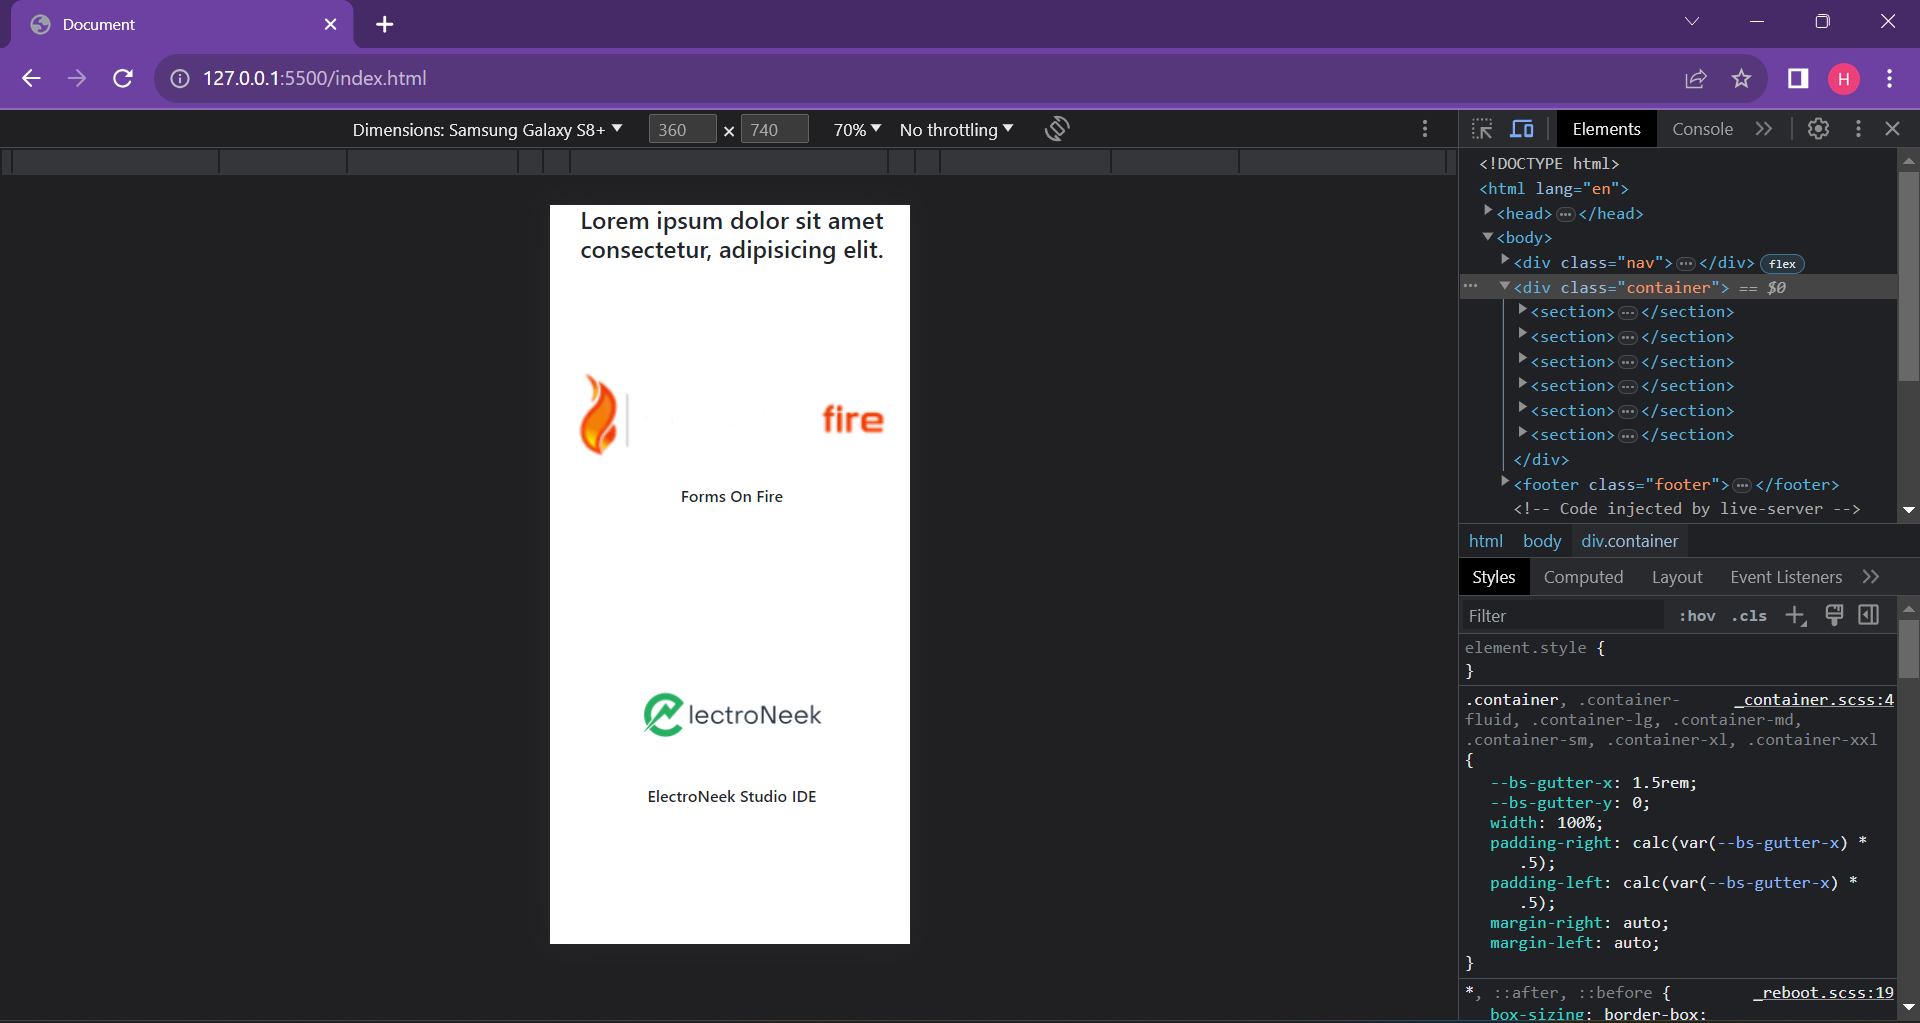 Document
127.0.0.1:5500/index.html
H
Dimensions: Samsung Galaxy S8+ 360 × 740 70% No throttling
Elements Console
Lorem ipsum dolor sit amet
consectetur, adipisicing elit.
fire
Forms On Fire
lectroNeek
ElectroNeek Studio IDE
<!DOCTYPE html>
<html lang="en">
<head> ••• </head>
<body>
<div class="nav"> ••• </div> flex
••• <div class="container"> == $0
<section> ••• </section>
<section> ••• </section>
<section> ••• </section>
<section> ••• </section>
<section> ••• </section>
<section> ••• </section>
</div>
<footer class="footer"> ••• </footer>
<!-- Code injected by live-server -->
html body div.container
Styles Computed Layout Event Listeners
Filter :hov .cls
element.style {
}
.container, .container- _container.scss:4
fluid, .container-lg, .container-md,
.container-sm, .container-xl, .container-xxl
{
--bs-gutter-x: 1.5rem;
--bs-gutter-y: 0;
width: 100%;
padding-right: calc(var(--bs-gutter-x) *
.5);
padding-left: calc(var(--bs-gutter-x) *
.5);
margin-right: auto;
margin-left: auto;
}
*, ::after, ::before { _reboot.scss:19
box-sizing: border-box;